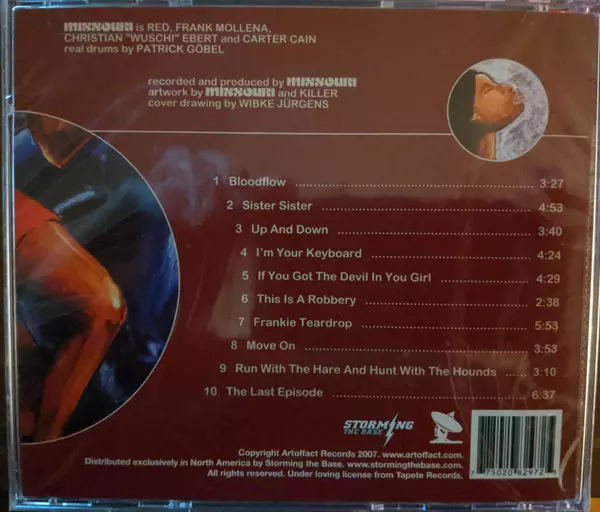 MISSOURI is RED, FRANK MOLLENA,
CHRISTIAN "WUSCHI" EBERT and CARTER CAIN
real drums by PATRICK GÖBEL
recorded and produced by MISSOURI
artwork by MISSOURI and KILLER
cover drawing by WIBKE JÜRGENS
1 Bloodflow 3:27
2 Sister Sister 4:53
3 Up And Down 3:40
4 I'm Your Keyboard 4:24
5 If You Got The Devil In You Girl 4:29
6 This Is A Robbery 2:38
7 Frankie Teardrop 5:53
8 Move On 3:53
9 Run With The Hare And Hunt With The Hounds 3:10
10 The Last Episode 6:37
STORMING
THE BASE
Copyright Artoffact Records 2007. www.artoffact.com.
Distributed exclusively in North America by Storming the Base. www.stormingthebase.com.
All rights reserved. Under loving license from Tapete Records.
75020 82972